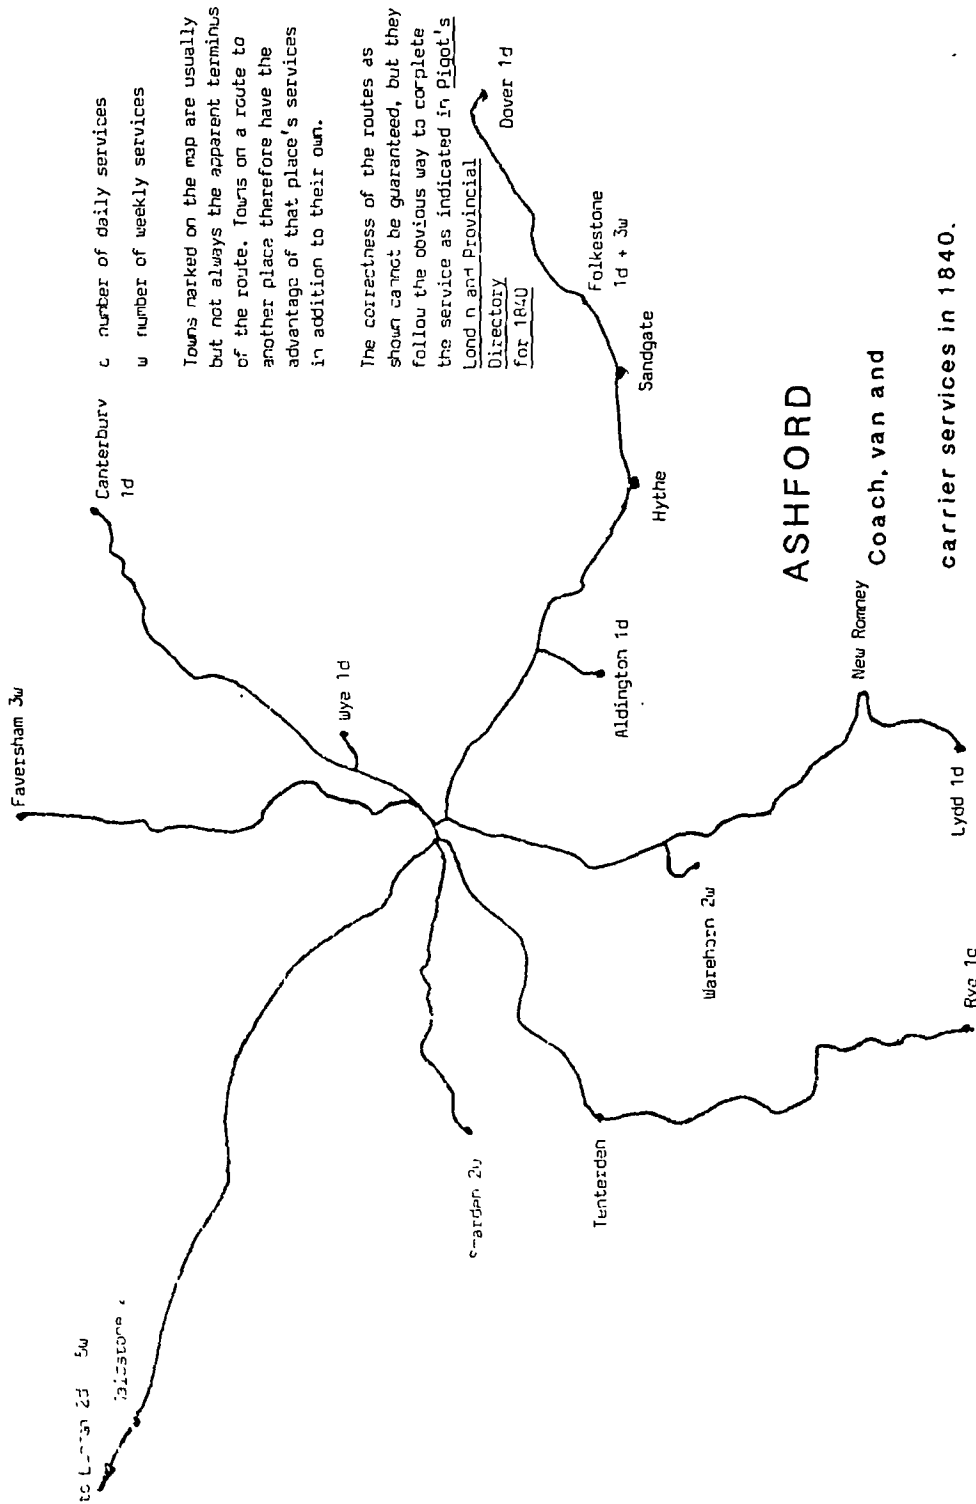 Faversham 3w
Canterbury
1d
Wye 1d
d number of daily services
w number of weekly services
Towns marked on the map are usually
but not always the apparent terminus
of the route. Towns on a route to
another place therefore have the
advantage of that place's services
in addition to their own.
The correctness of the routes as
shown cannot be guaranteed, but they
follow the obvious way to complete
the service as indicated in Pigot's
Lond n and Provincial
Directory
for 1840
to 2d 5w
Tenterden
Rye 1d
Warehorn 2w
Lydd 1d
New Romney
Aldington 1d
Hythe
Sandgate
Folkestone
1d + 3w
Dover 1d
ASHFORD
Coach, van and
carrier services in 1840.